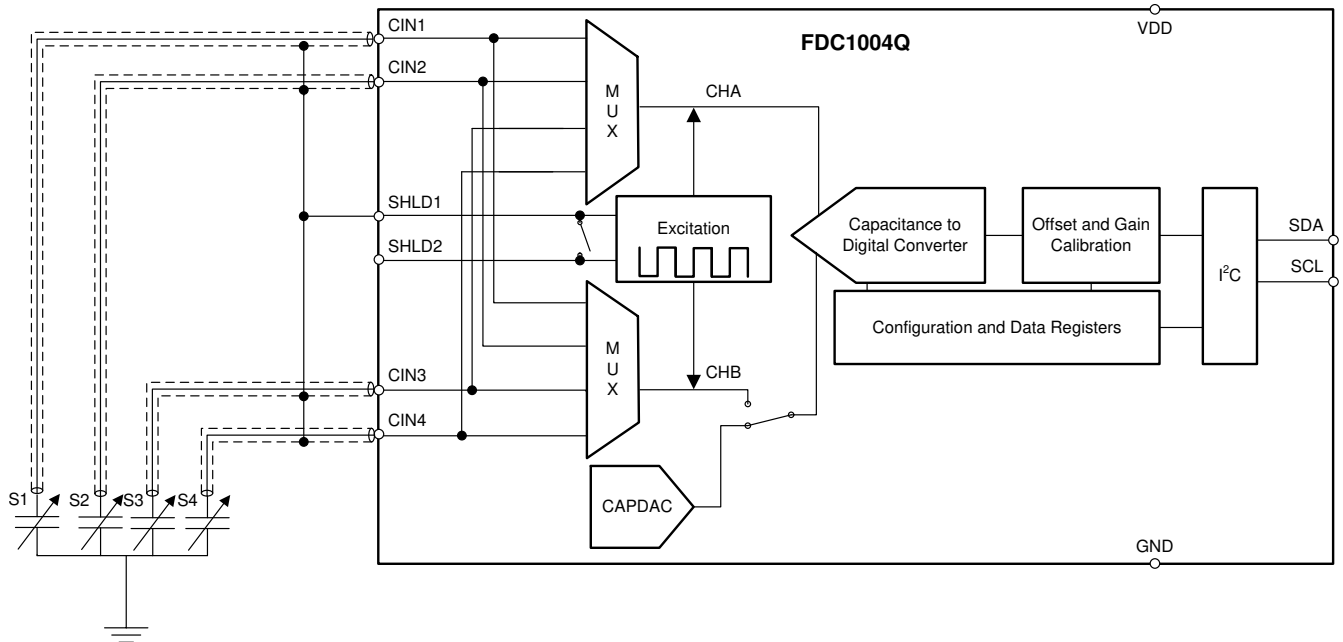 CIN1
CIN2
SHLD1
SHLD2
CIN3
CIN4
S1
S2
S3
S4
M
U
X
CHA
Excitation
M
U
X
CHB
CAPDAC
FDC1004Q
VDD
Capacitance to
Digital Converter
Offset and Gain
Calibration
I²C
SDA
SCL
Configuration and Data Registers
GND